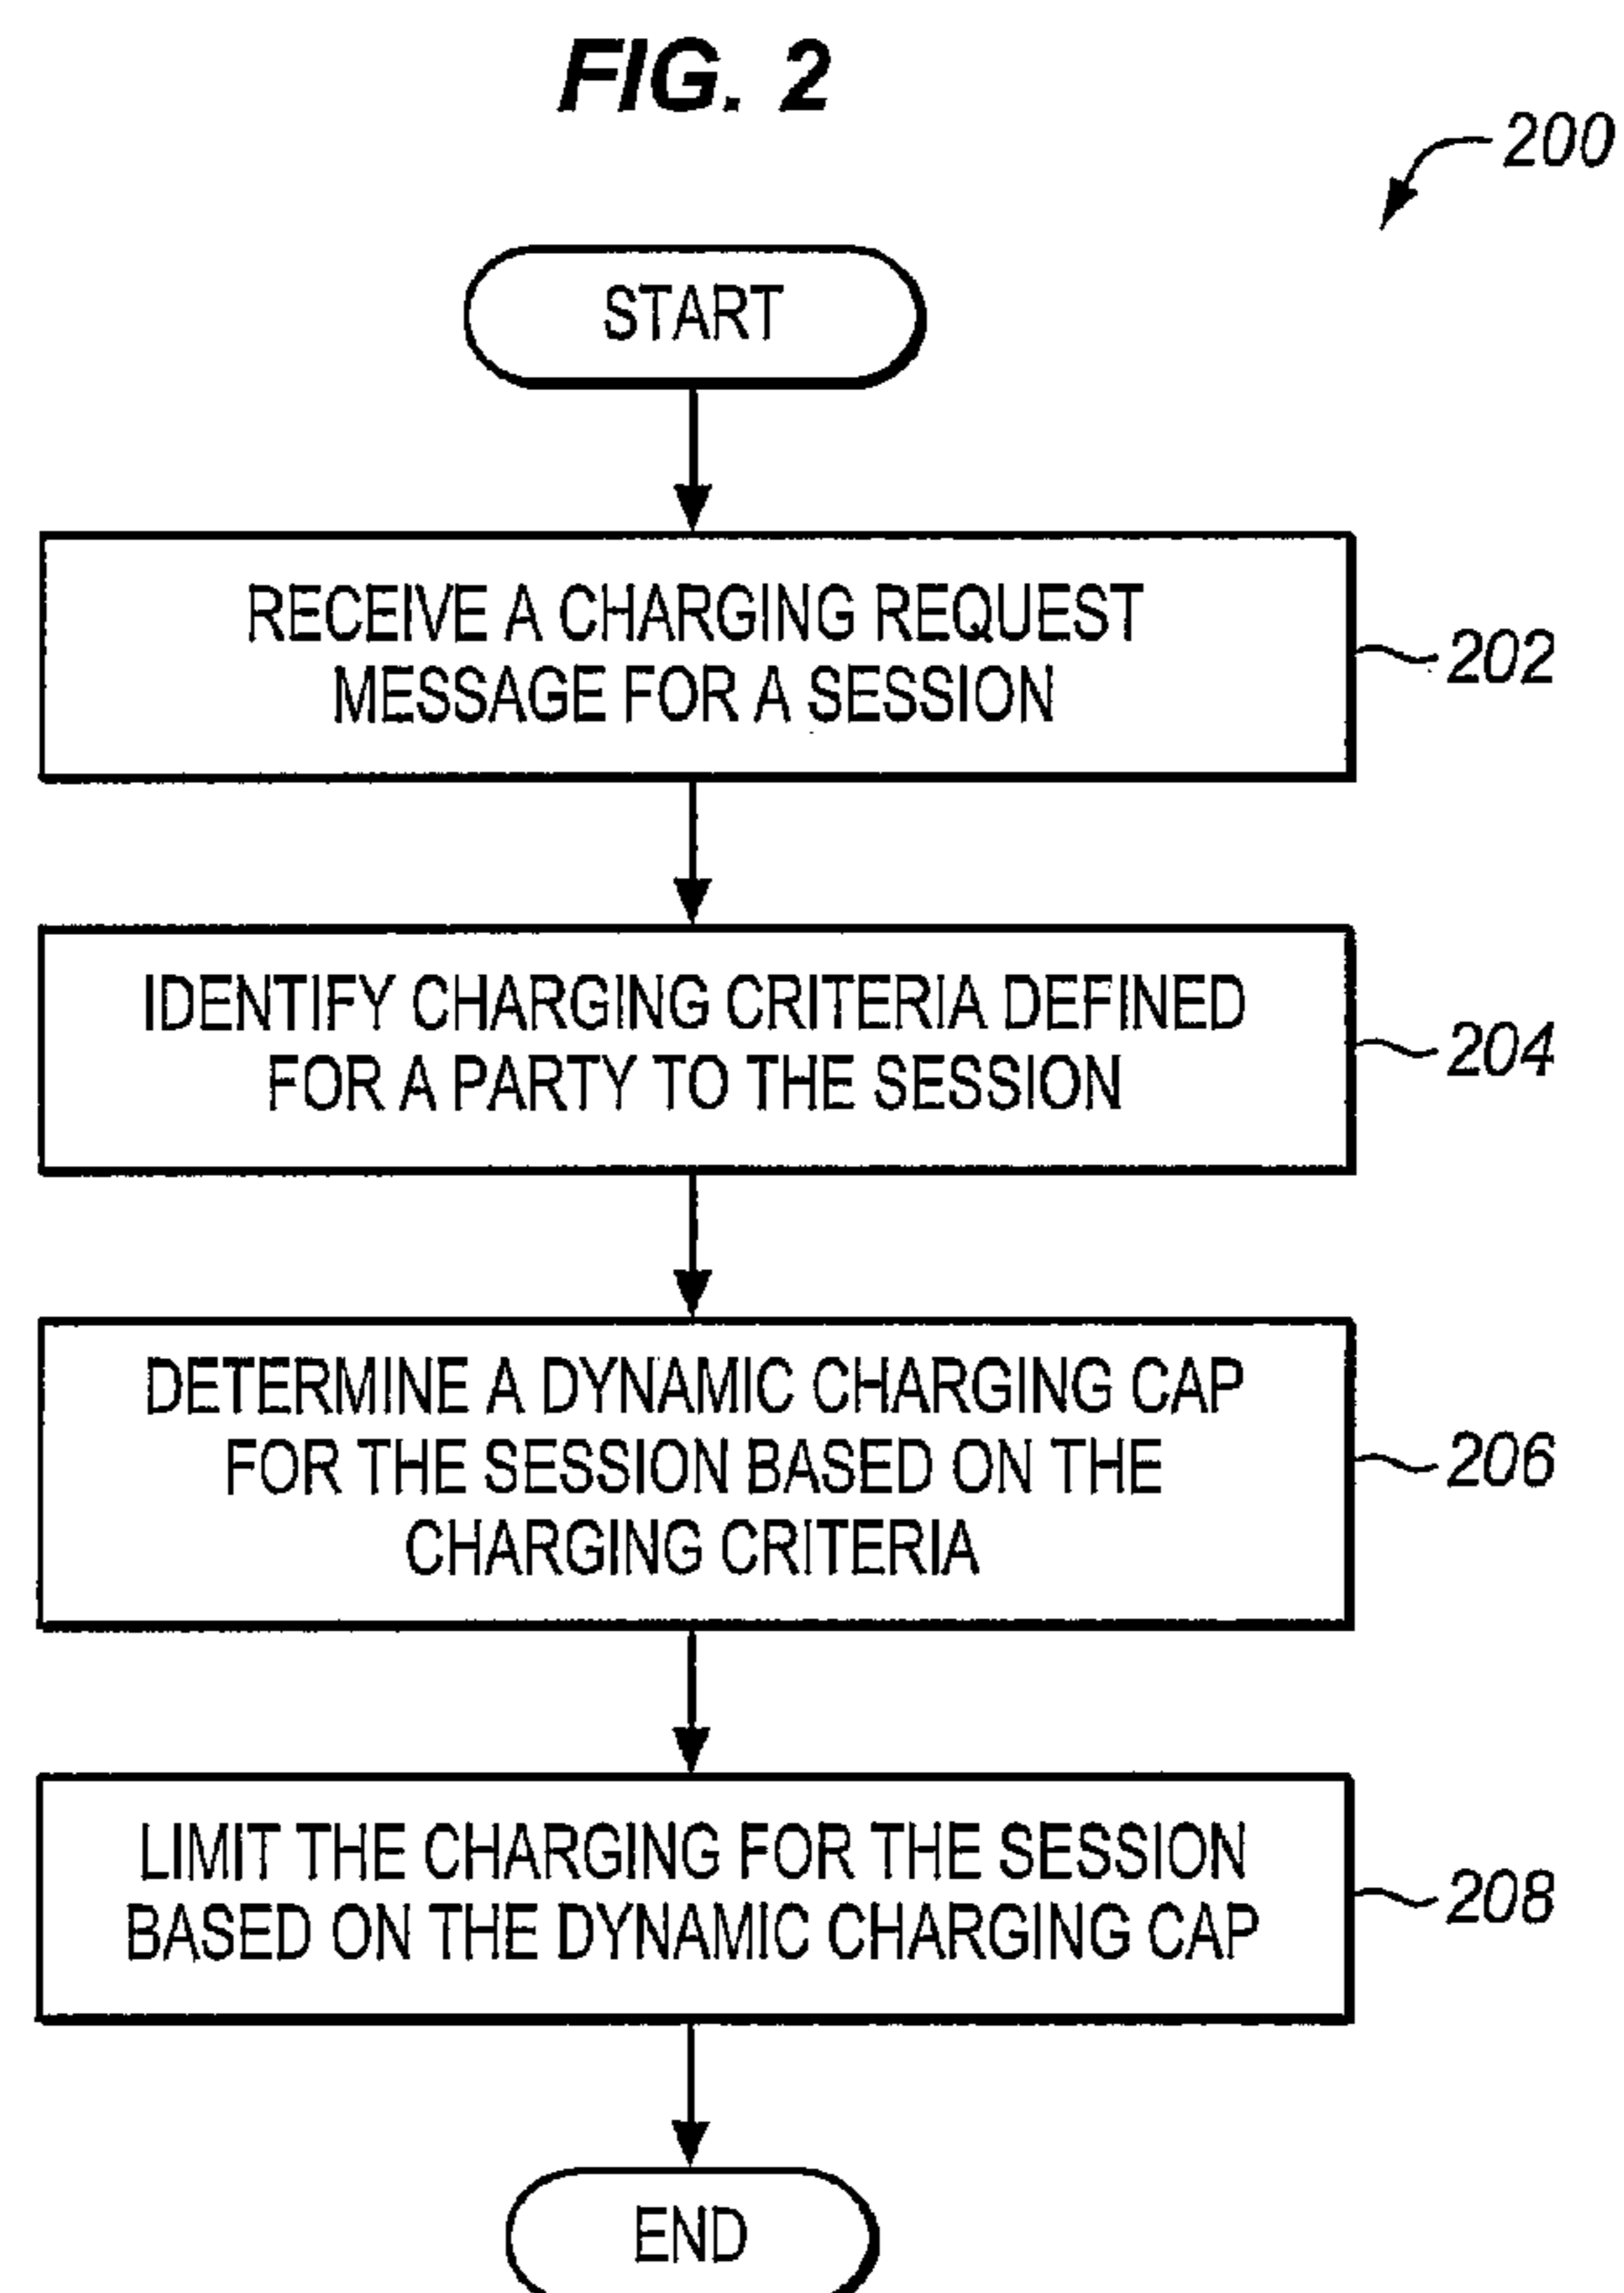 FIG. 2
200
START
RECEIVE A CHARGING REQUEST
MESSAGE FOR A SESSION
202
IDENTIFY CHARGING CRITERIA DEFINED
FOR A PARTY TO THE SESSION
204
DETERMINE A DYNAMIC CHARGING CAP
FOR THE SESSION BASED ON THE
CHARGING CRITERIA
206
LIMIT THE CHARGING FOR THE SESSION
BASED ON THE DYNAMIC CHARGING CAP
208
END